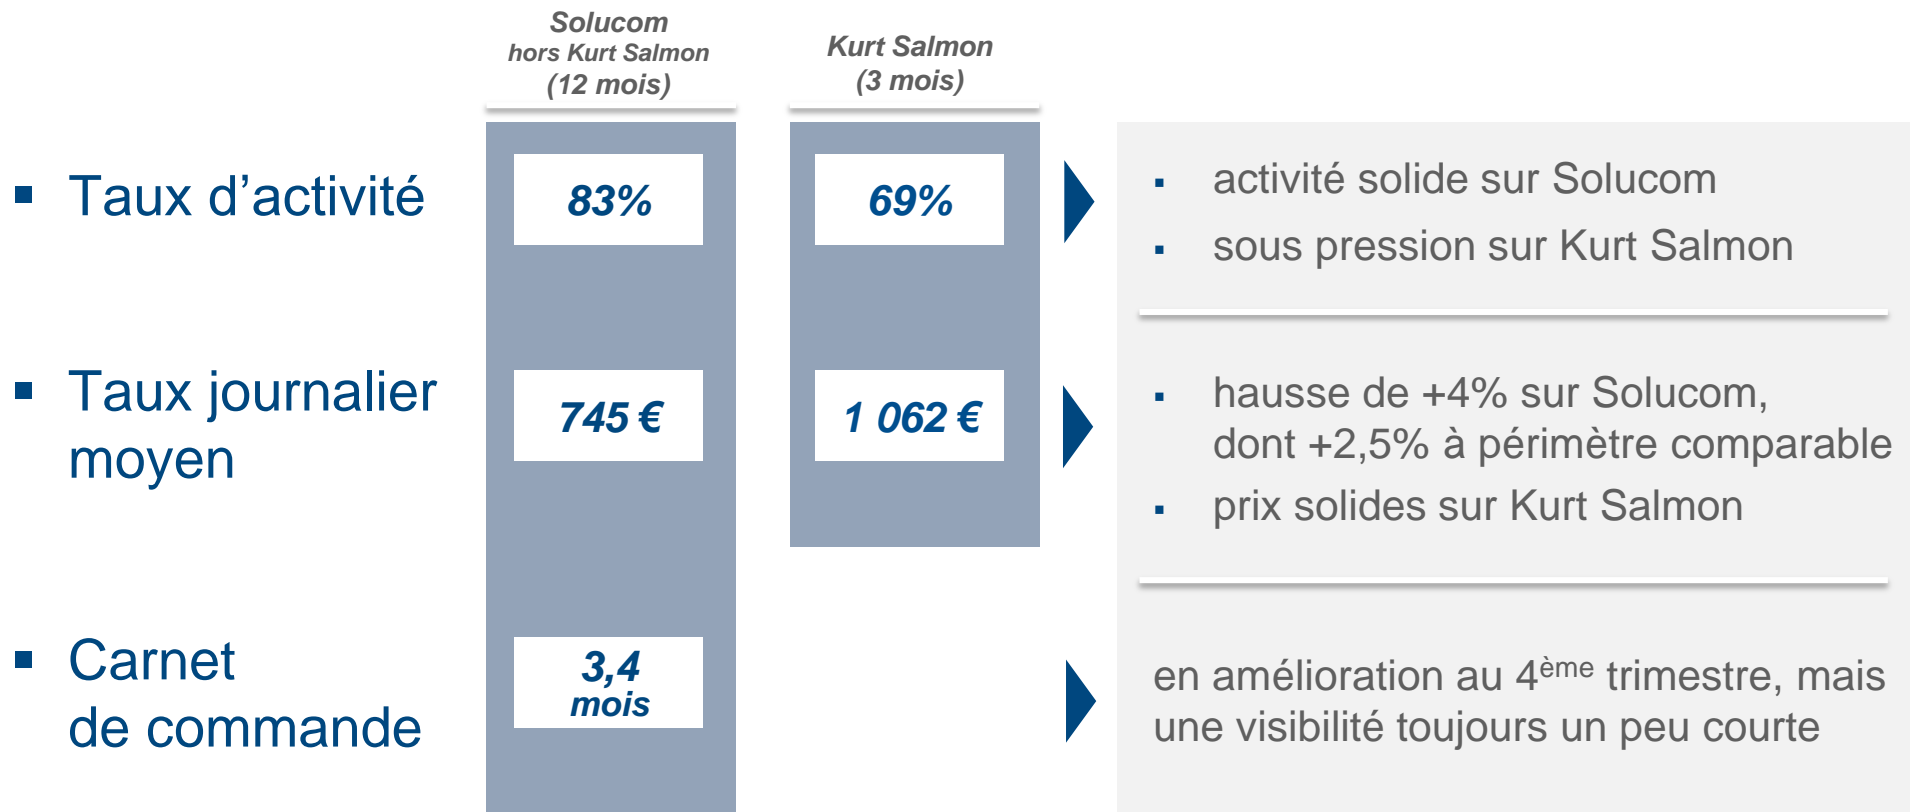 Solucom
hors Kurt Salmon
(12 mois)
Kurt Salmon
(3 mois)
▪ Taux d’activité
83%
69%
▪ activité solide sur Solucom
▪ sous pression sur Kurt Salmon
▪ Taux journalier
moyen
745 €
1 062 €
▪ hausse de +4% sur Solucom,
dont +2,5% à périmètre comparable
▪ prix solides sur Kurt Salmon
▪ Carnet
de commande
3,4
mois
en amélioration au 4ème trimestre, mais
une visibilité toujours un peu courte